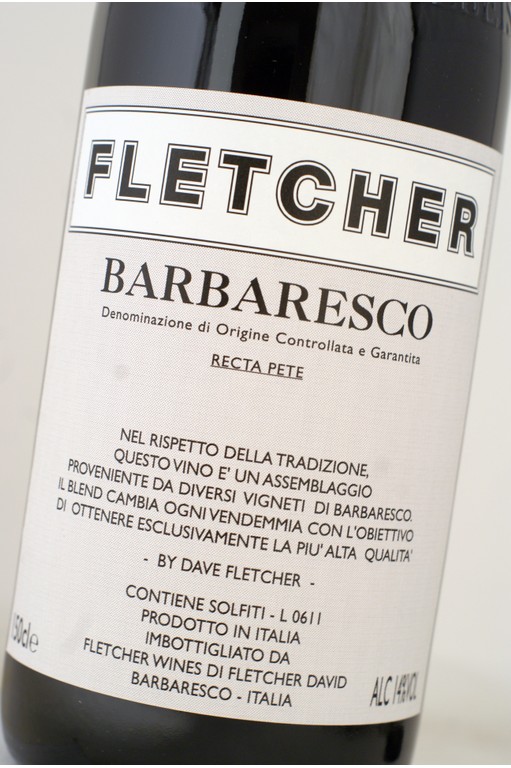 FLETCHER
BARBARESCO
Denominazione di Origine Controllata e Garantita
RECTA PETE
NEL RISPETTO DELLA TRADIZIONE,
QUESTO VINO E' UN ASSEMBLAGGIO
PROVENIENTE DA DIVERSI VIGNETI DI BARBARESCO.
IL BLEND CAMBIA OGNI VENDEMMIA CON L'OBIETTIVO
DI OTTENERE ESCLUSIVAMENTE LA PIU' ALTA QUALITA'
- BY DAVE FLETCHER -
CONTIENE SOLFITI - L 0611
PRODOTTO IN ITALIA
IMBOTTIGLIATO DA
FLETCHER WINES DI FLETCHER DAVID
BARBARESCO - ITALIA
ALC 14%VOL